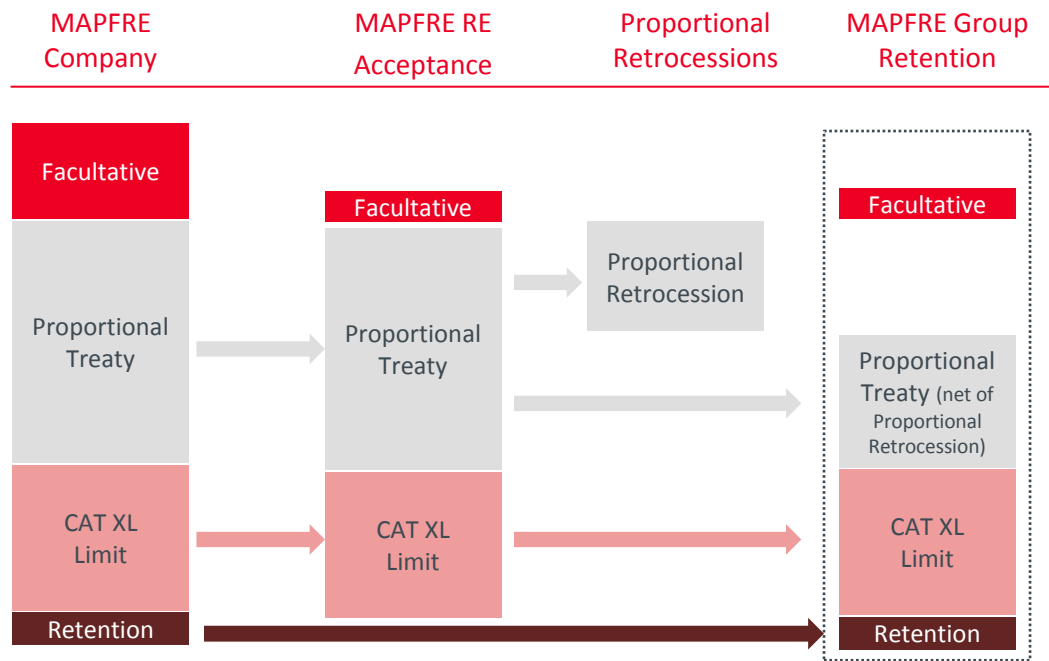 MAPFRE
Company
MAPFRE RE
Acceptance
Proportional
Retrocessions
MAPFRE Group
Retention
Facultative
Proportional
Treaty
CAT XL
Limit
Retention
Facultative
Proportional
Treaty
CAT XL
Limit
Proportional
Retrocession
Facultative
Proportional
Treaty (net of
Proportional
Retrocession)
CAT XL
Limit
Retention